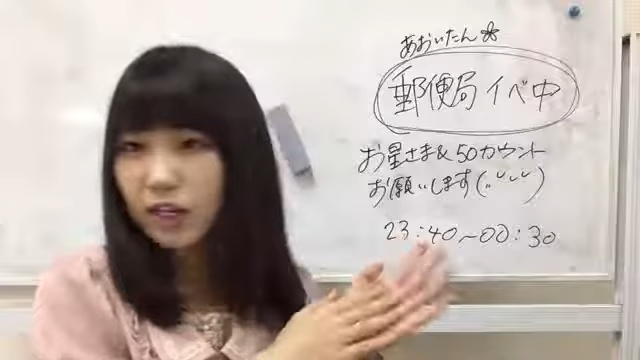 あおいたん
郵便局イベ中
お星さま&50カウント
お願いします(¨︶︶︶)
23:40~00:30